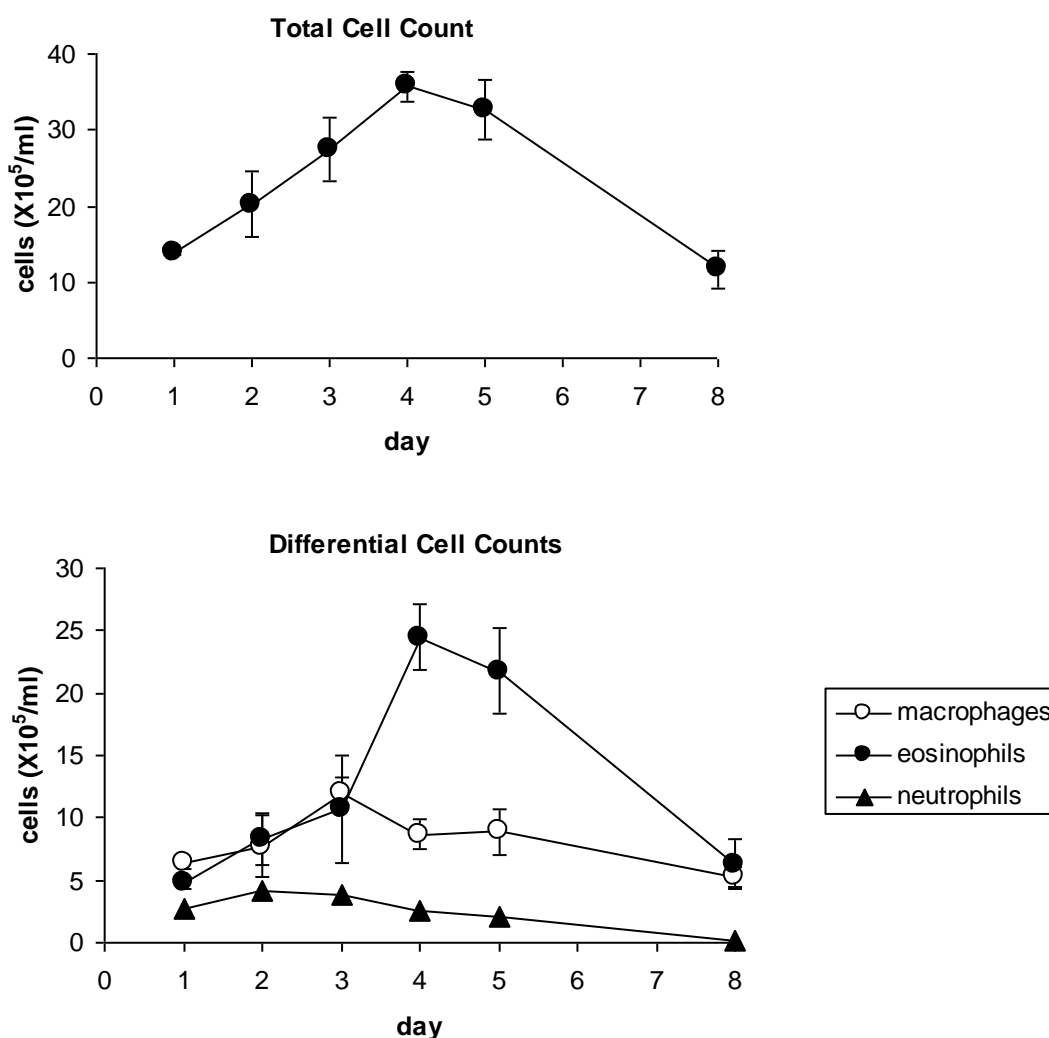 Total Cell Count
40
30
20
10
0
cells (X10⁵/ml)
0 1 2 3 4 5 6 7 8
day
Differential Cell Counts
30
25
20
15
10
5
0
cells (X10⁵/ml)
0 1 2 3 4 5 6 7 8
day
macrophages
eosinophils
neutrophils